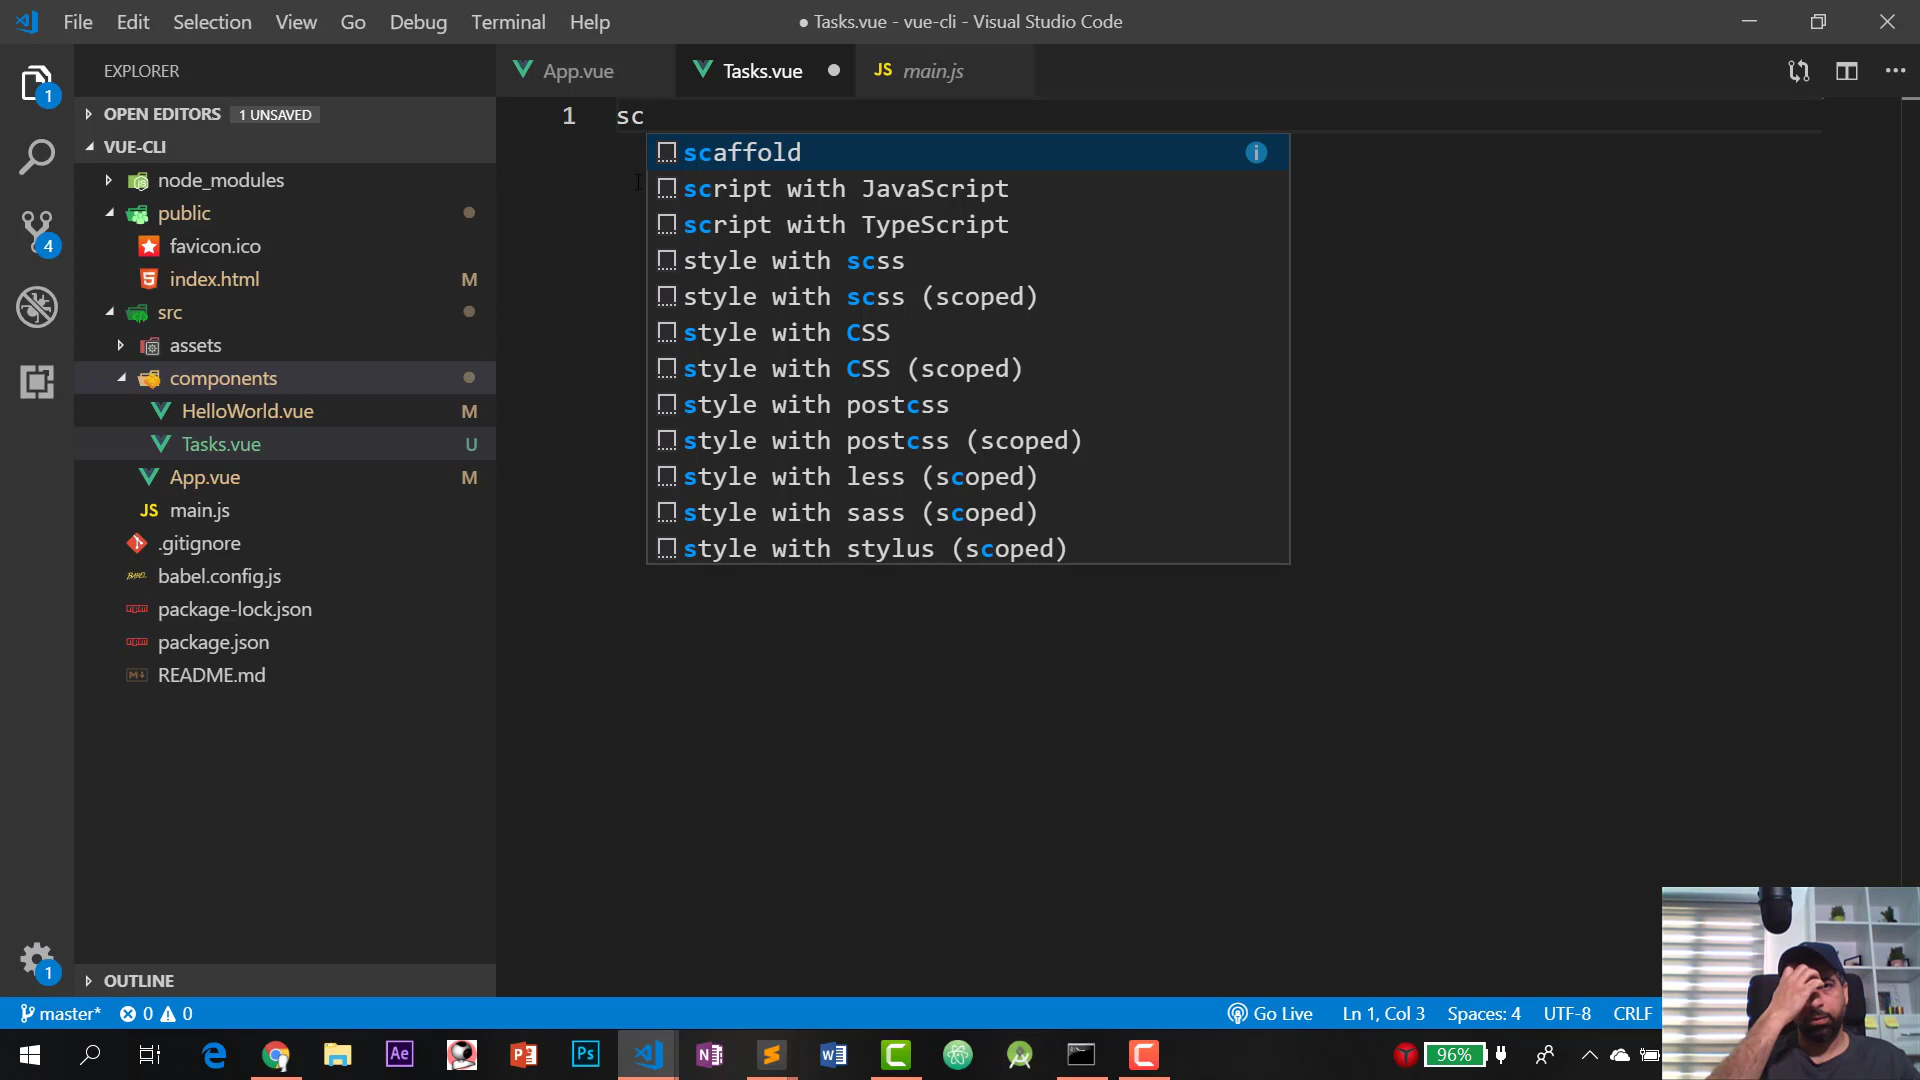 File Edit Selection View Go Debug Terminal Help
● Tasks.vue - vue-cli - Visual Studio Code
EXPLORER
App.vue
Tasks.vue
JS main.js
1
OPEN EDITORS 1 UNSAVED
VUE-CLI
node_modules
public
favicon.ico
index.html M
src
assets
components
HelloWorld.vue M
Tasks.vue U
App.vue M
JS main.js
.gitignore
babel.config.js
package-lock.json
package.json
README.md
OUTLINE
4
1
1 sc
scaffold
script with JavaScript
script with TypeScript
style with scss
style with scss (scoped)
style with CSS
style with CSS (scoped)
style with postcss
style with postcss (scoped)
style with less (scoped)
style with sass (scoped)
style with stylus (scoped)
master* 0 0
Go Live Ln 1, Col 3 Spaces: 4 UTF-8 CRLF
Ae Ps 96%